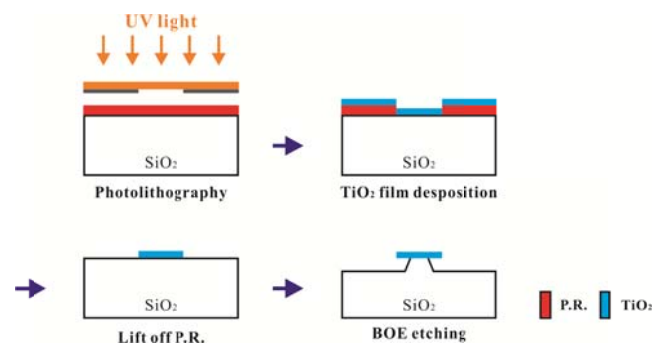 UV light
SiO₂
Photolithography
SiO₂
TiO₂ film desposition
SiO₂
Lift off P.R.
SiO₂
BOE etching
P.R.
TiO₂